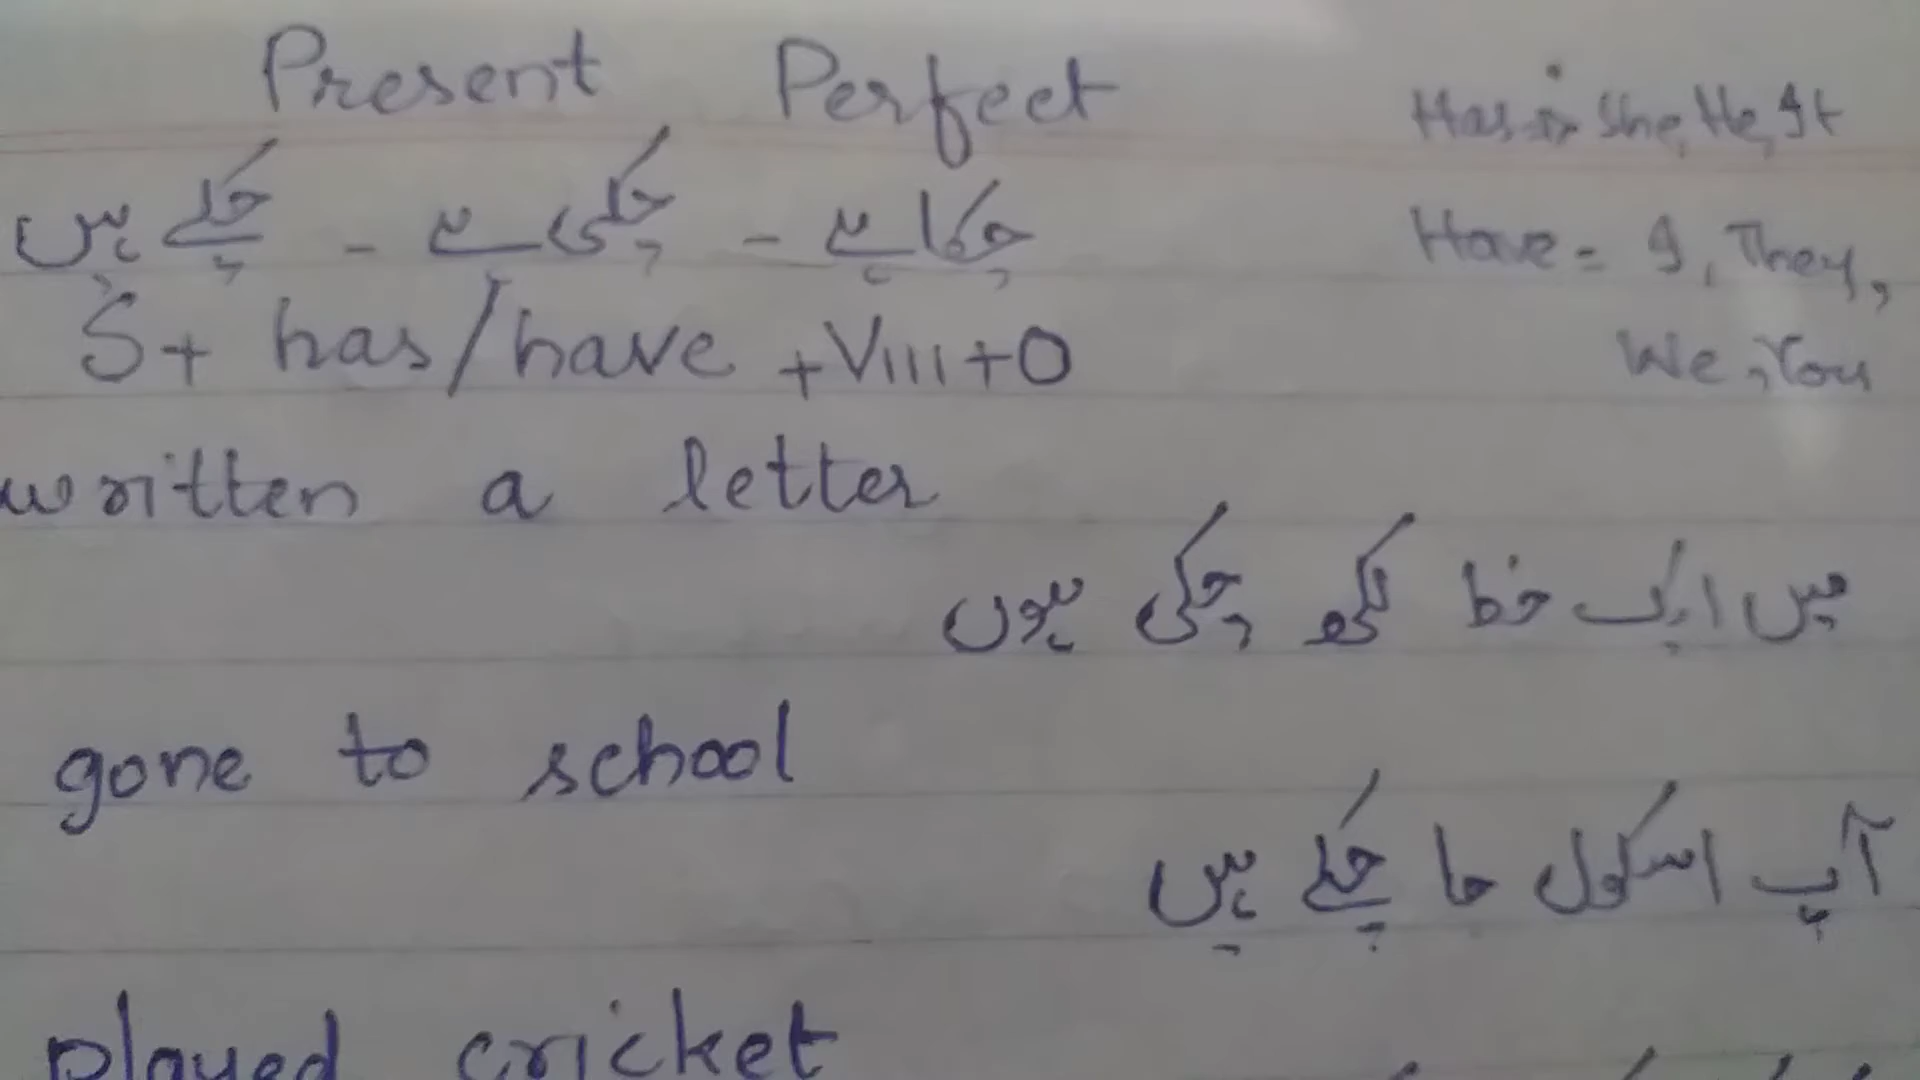 Present Perfect
Has = She, He, It
چکا ہے - چکی ہے - چکے ہیں
Have = I, They,
S + has/have + VIII + O
We, You
written a letter
میں ایک خط لکھ چکی ہوں
gone to school
آپ اسکول جا چکے ہیں
played cricket